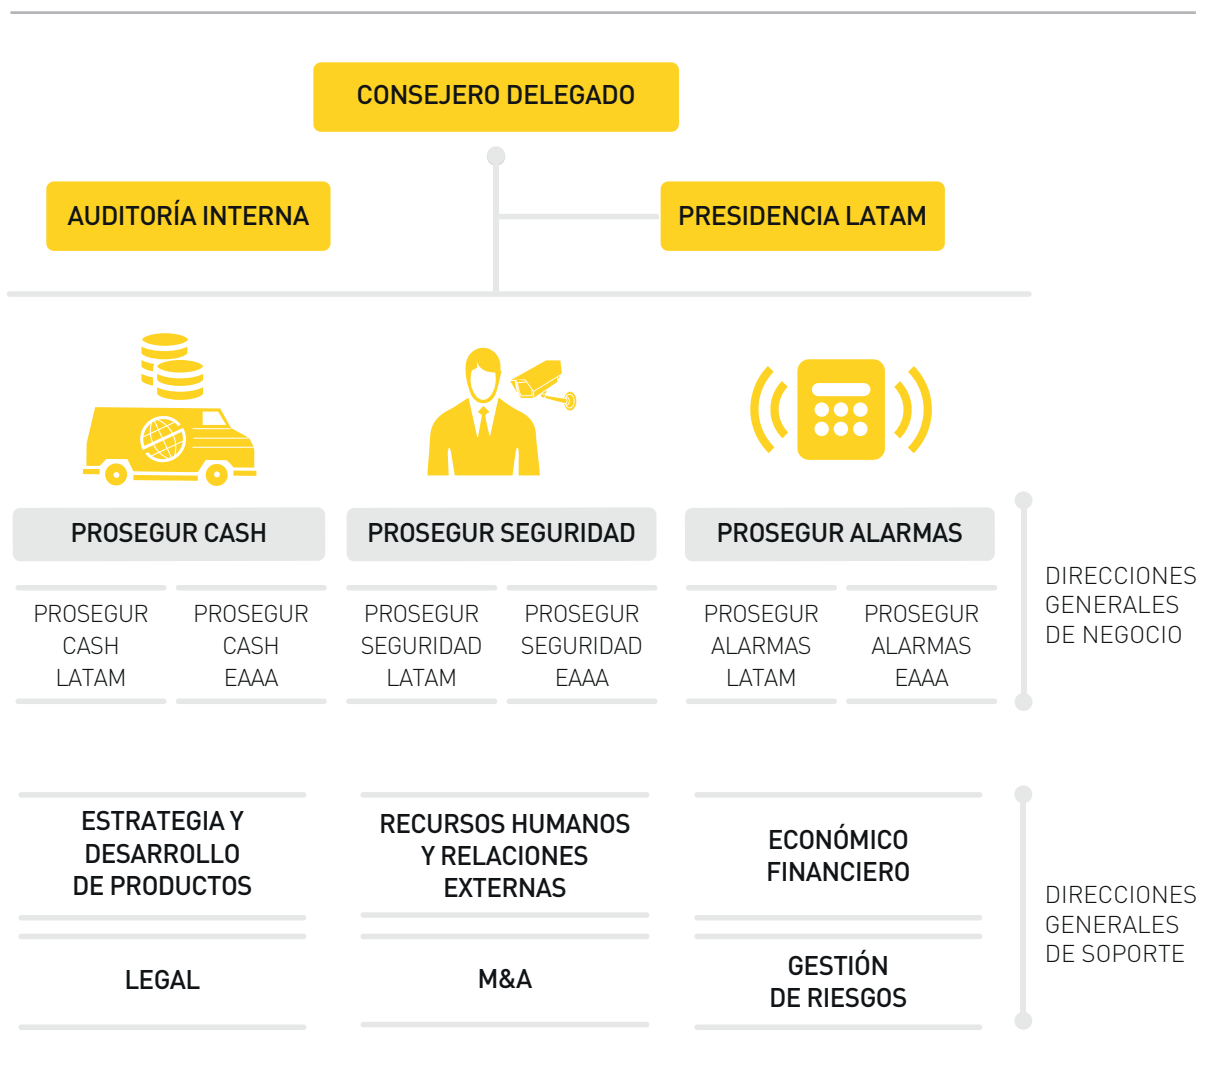 CONSEJERO DELEGADO
AUDITORÍA INTERNA
PRESIDENCIA LATAM
PROSEGUR CASH
PROSEGUR SEGURIDAD
PROSEGUR ALARMAS
PROSEGUR
CASH
LATAM
PROSEGUR
CASH
EAAA
PROSEGUR
SEGURIDAD
LATAM
PROSEGUR
SEGURIDAD
EAAA
PROSEGUR
ALARMAS
LATAM
PROSEGUR
ALARMAS
EAAA
DIRECCIONES
GENERALES
DE NEGOCIO
ESTRATEGIA Y
DESARROLLO
DE PRODUCTOS
RECURSOS HUMANOS
Y RELACIONES
EXTERNAS
ECONÓMICO
FINANCIERO
LEGAL
M&A
GESTIÓN
DE RIESGOS
DIRECCIONES
GENERALES
DE SOPORTE